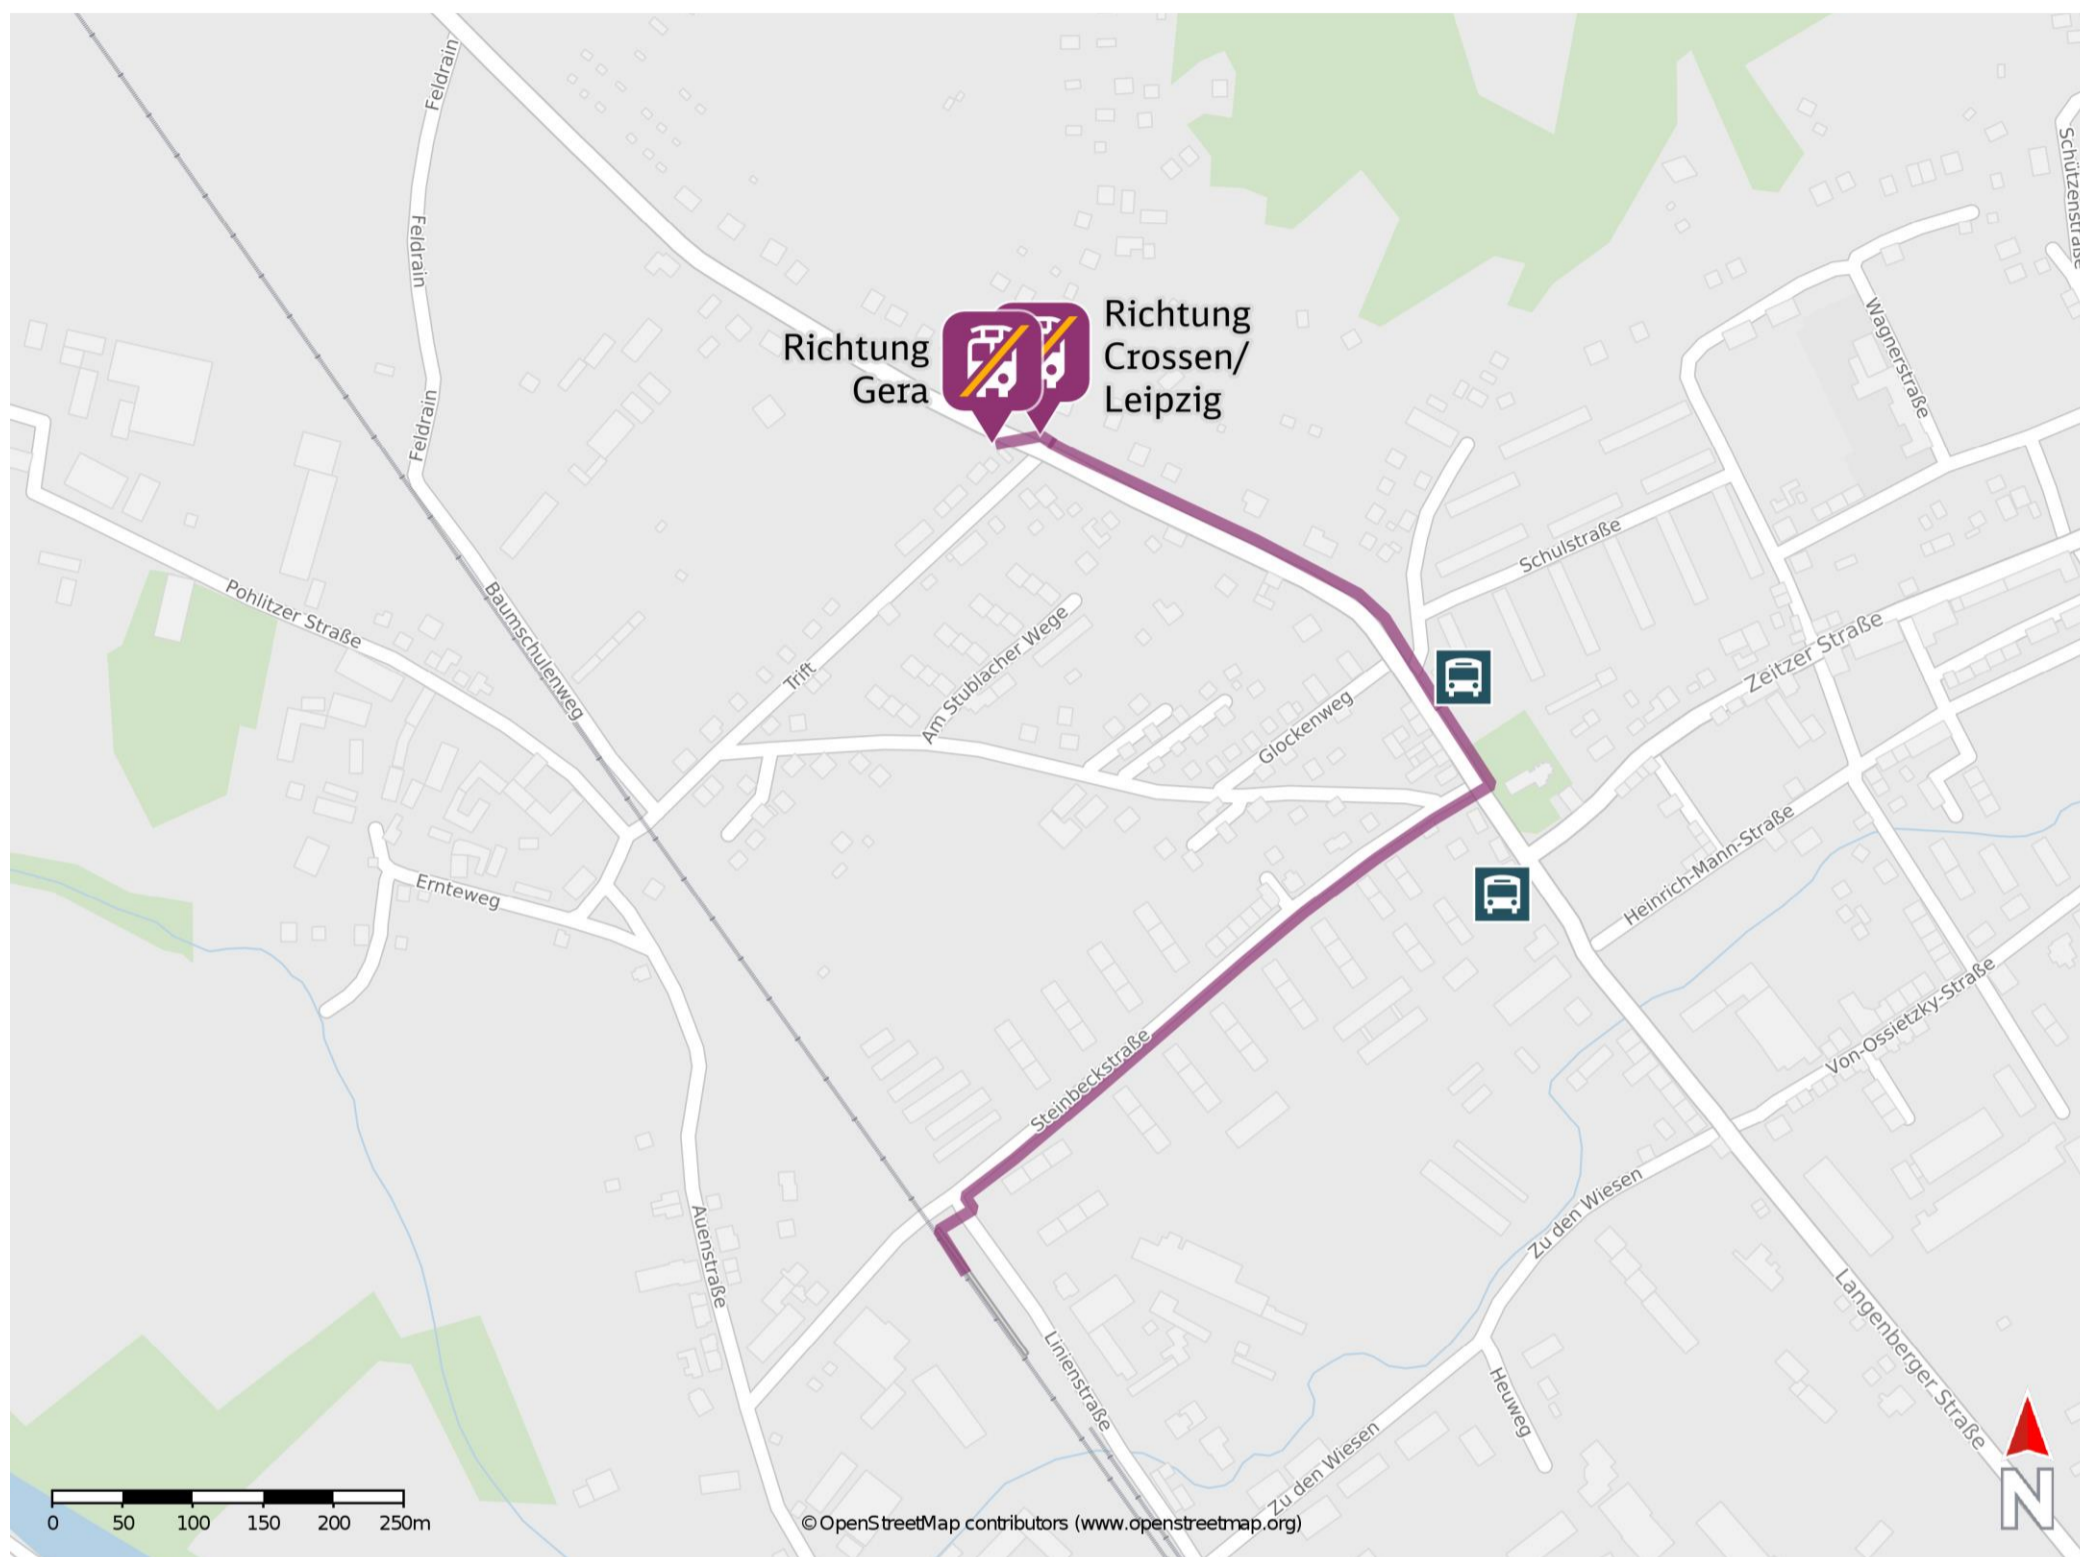 Feldrain
Feldrain
Feldrain
Richtung
Gera
Richtung
Crossen/
Leipzig
Schützenstraße
Wagnerstraße
Schulstraße
Zeitzer Straße
Pohlitzer Straße
Baumschulenweg
Trift
Am Stublacher Wege
Glockenweg
Heinrich-Mann-Straße
Ernteweg
Von-Ossietzky-Straße
Steinbeckstraße
Zu den Wiesen
Auenstraße
Linienstraße
Langenberger Straße
Heuweg
Zu den Wiesen
0 50 100 150 200 250m
© OpenStreetMap contributors (www.openstreetmap.org)
N